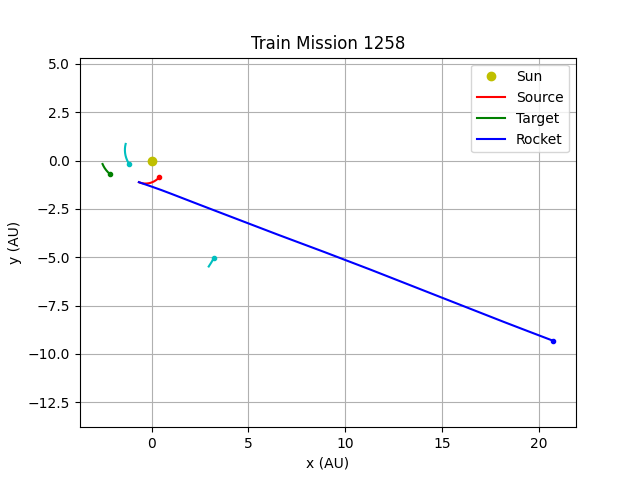 Train Mission 1258
5.0
2.5
0.0
−2.5
−5.0
−7.5
−10.0
−12.5
y (AU)
Sun
Source
Target
Rocket
0
5
10
15
20
x (AU)